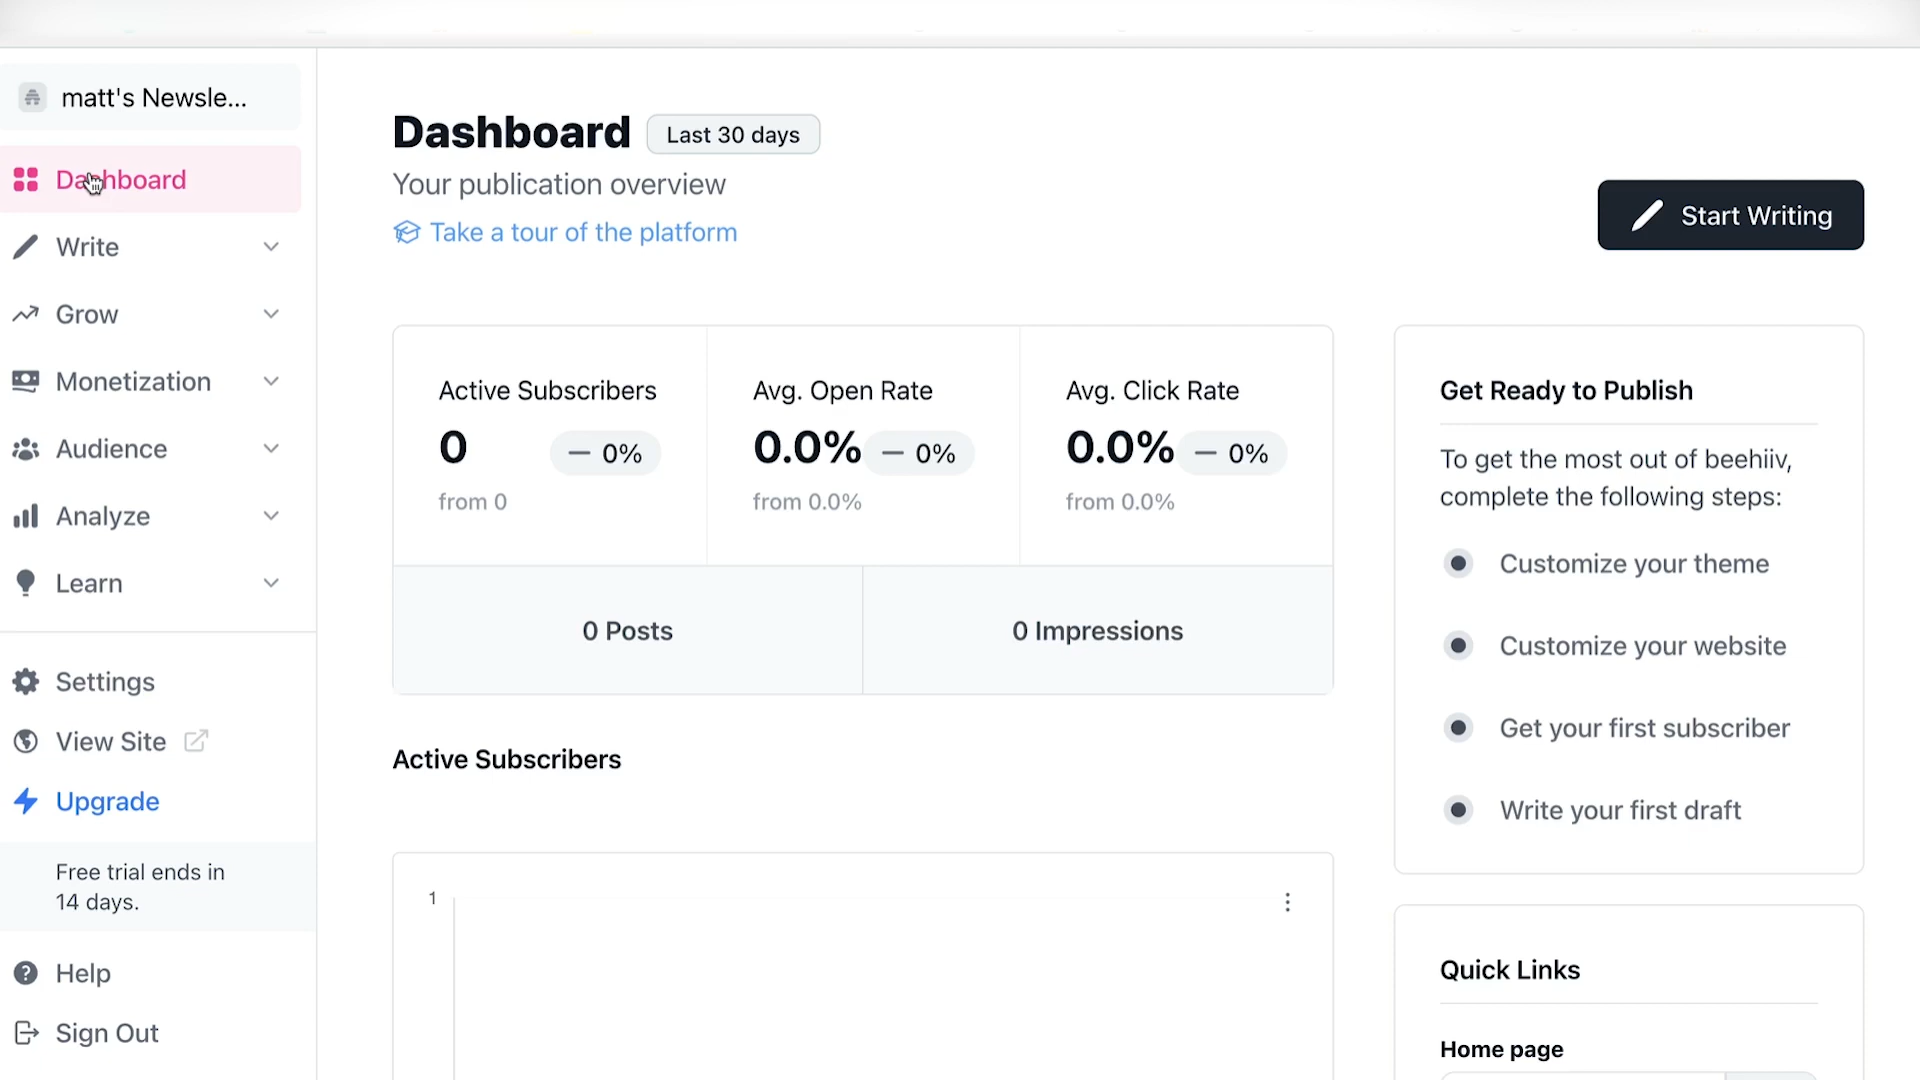 matt's Newsle...
Dashboard
Write
Grow
Monetization
Audience
Analyze
Learn
Settings
View Site
Upgrade
Free trial ends in
14 days.
Help
Sign Out
Dashboard
Last 30 days
Your publication overview
Take a tour of the platform
Start Writing
Active Subscribers
0
— 0%
from 0
Avg. Open Rate
0.0%
— 0%
from 0.0%
Avg. Click Rate
0.0%
— 0%
from 0.0%
0 Posts
0 Impressions
Active Subscribers
1
Get Ready to Publish
To get the most out of beehiiv,
complete the following steps:
Customize your theme
Customize your website
Get your first subscriber
Write your first draft
Quick Links
Home page